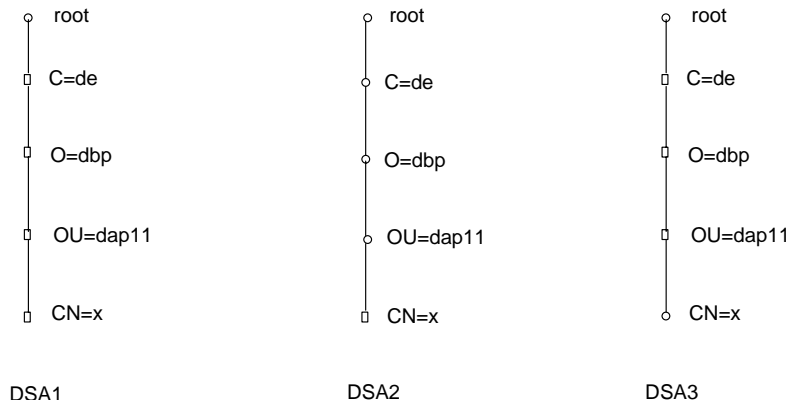 root
C=de
O=dbp
OU=dap11
CN=x
DSA1
root
C=de
O=dbp
OU=dap11
CN=x
DSA2
root
C=de
O=dbp
OU=dap11
CN=x
DSA3